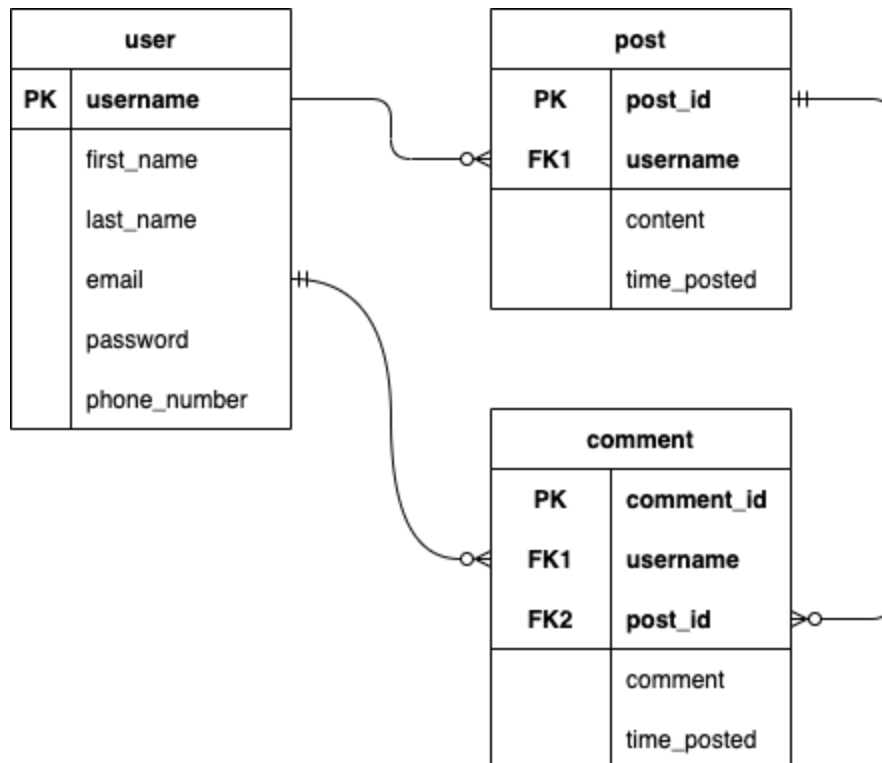 user
PK username
first_name
last_name
email
password
phone_number
post
PK post_id
FK1 username
content
time_posted
comment
PK comment_id
FK1 username
FK2 post_id
comment
time_posted